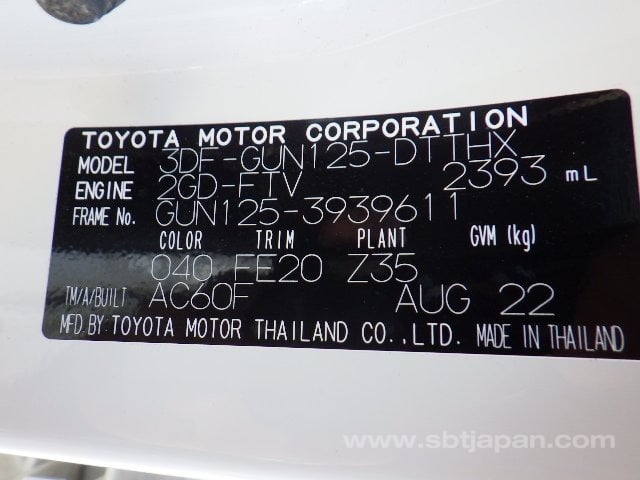 TOYOTA MOTOR CORPORATION
MODEL 3DF-GUN125-DTTHX
ENGINE 2GD-FTV 2393 mL
FRAME No. GUN125-3939611
COLOR TRIM PLANT GVM (kg)
040 FE20 Z35
TM/A/BUILT AC60F AUG 22
MFD.BY:TOYOTA MOTOR THAILAND CO.,LTD. MADE IN THAILAND
www.sbtjapan.com